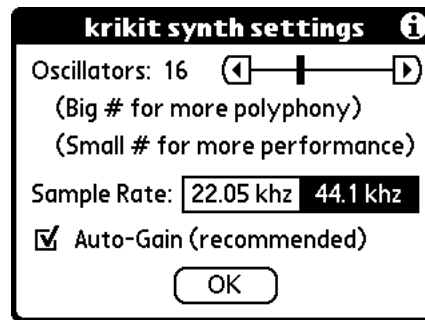 krikit synth settings i
Oscillators: 16
(Big # for more polyphony)
(Small # for more performance)
Sample Rate: 22.05 khz 44.1 khz
Auto-Gain (recommended)
OK